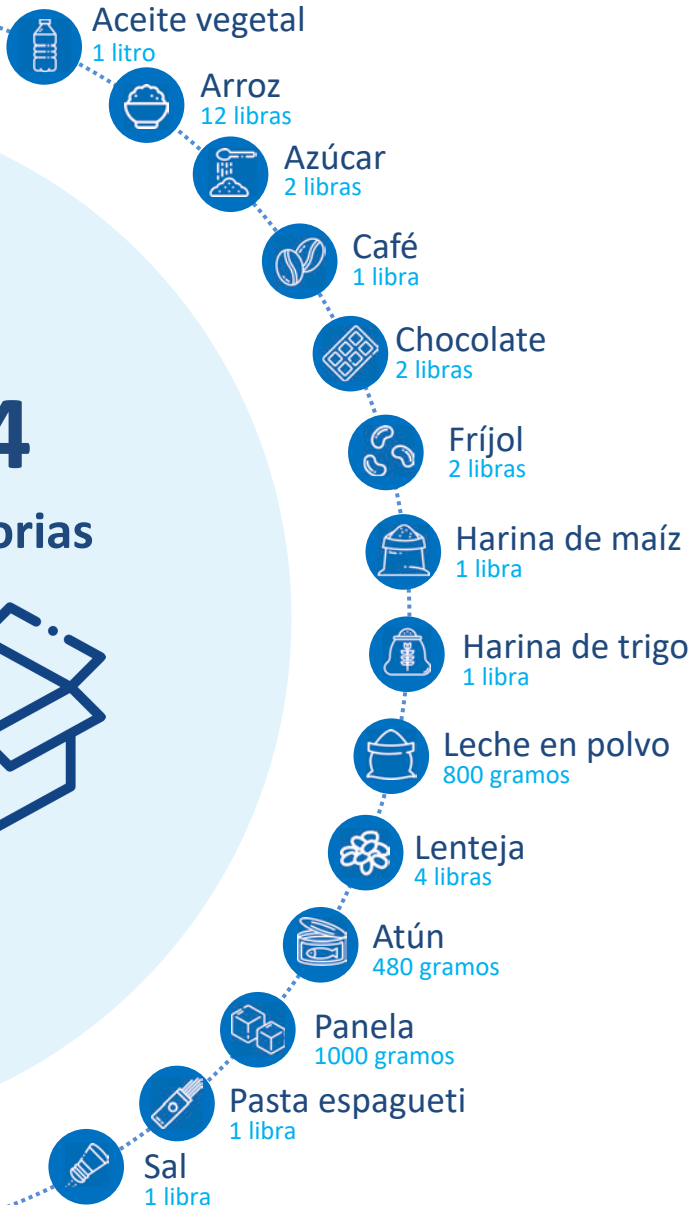 Aceite vegetal
1 litro
Arroz
12 libras
Azúcar
2 libras
Café
1 libra
Chocolate
2 libras
4
Fríjol
2 libras
orias
Harina de maíz
1 libra
Harina de trigo
1 libra
Leche en polvo
800 gramos
Lenteja
4 libras
Atún
480 gramos
Panela
1000 gramos
Pasta espagueti
1 libra
Sal
1 libra